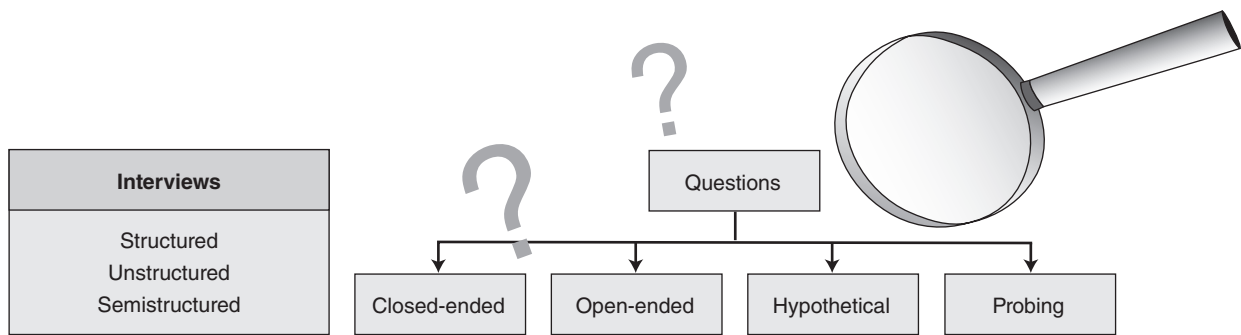 Interviews
Structured
Unstructured
Semistructured
?
?
Questions
Closed-ended
Open-ended
Hypothetical
Probing